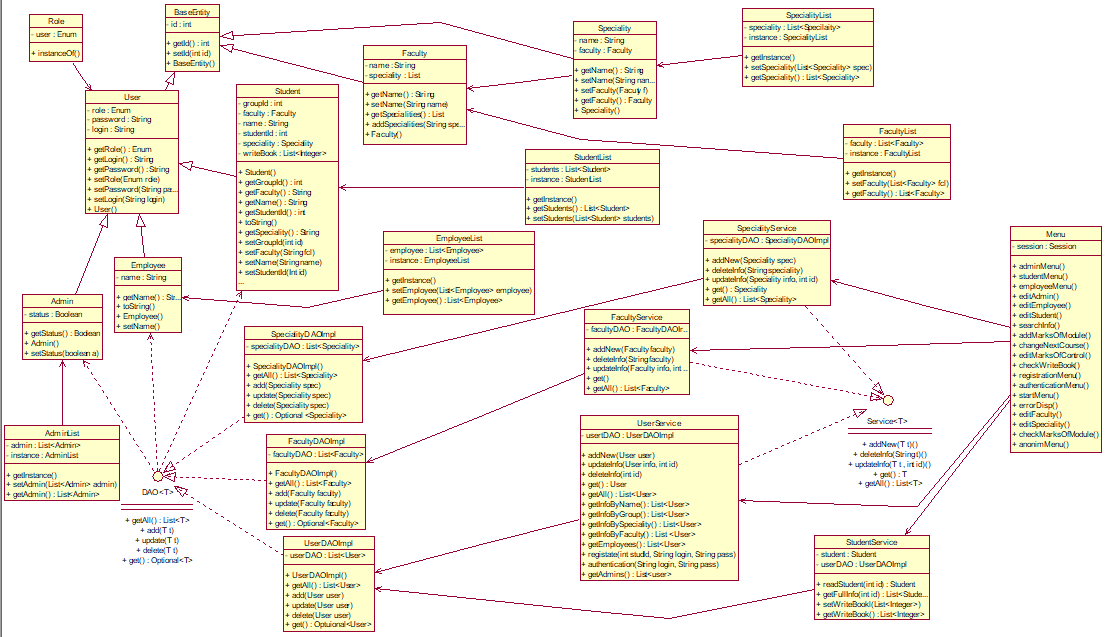 Role
- user : Enum
+ instanceOf()
BaseEntity
- id : int
+ getId() : int
+ setId(int id)
+ BaseEntity()
User
- role : Enum
- password : String
- login : String
+ getRole() : Enum
+ getLogin() : String
+ getPassword() : String
+ setRole(Enum role)
+ setPassword(String pa...
+ setLogin(String login)
+ User()
Student
- groupId : int
- faculty : Faculty
- name : String
- studentId : int
- speciality : Speciality
- writeBook : List<Integer>
+ Student()
+ getGroupId() : int
+ getFaculty() : String
+ getName() : String
+ getStudentId() : int
+ toString()
+ getSpeciality() : String
+ setGroupId(int id)
+ setFaculty(String fcl)
+ setName(String name)
+ setStudentId(Int id)
...
Faculty
- name : String
- speciality : List
+ getName() : String
+ setName(String name)
+ getSpecialities() : List
+ addSpecialities(String spe...
+ Faculty()
Speciality
- name : String
- faculty : Faculty
+ getName() : String
+ setName(String nan...
+ setFaculty(Faculty f)
+ getFaculty() : Faculty
+ Speciality()
SpecialityList
- speciality : List<Speciality>
- instance : SpecialityList
+ getInstance()
+ setSpeciality(List<Speciality> spec)
+ getSpeciality() : List<Speciality>
FacultyList
- faculty : List<Faculty>
- instance : FacultyList
+ getInstance()
+ setFaculty(List<Faculty> fcl)
+ getFaculty() : List<Faculty>
StudentList
- students : List<Student>
- instance : StudentList
+ getInstance()
+ getStudents() : List<Student>
+ setStudents(List<Student> students)
Employee
- name : String
+ getName() : Str...
+ toString()
+ Employee()
+ setName()
EmployeeList
- employee : List<Employee>
- instance : EmployeeList
+ getInstance()
+ setEmployee(List<Employee> employee)
+ getEmployee() : List<Employee>
SpecialityService
- specialityDAO : SpecialityDAOImpl
+ addNew(Speciality spec)
+ deleteInfo(String speciality)
+ updateInfo(Speciality info, int id)
+ get() : Speciality
+ getAll() : List<Speciality>
Menu
- session : Session
+ adminMenu()
+ studentMenu()
+ employeeMenu()
+ editAdmin()
+ editEmployee()
+ editStudent()
+ searchInfo()
+ addMarksOfModule()
+ changeNextCourse()
+ editMarksOfControl()
+ checkWriteBook()
+ registrationMenu()
+ authenticationMenu()
+ startMenu()
+ errorDisp()
+ editFaculty()
+ editSpeciality()
+ checkMarksOfModule()
+ anonimMenu()
Admin
- status : Boolean
+ getStatus() : Boolean
+ Admin()
+ setStatus(boolean a)
SpecialityDAOImpl
- specialityDAO : List<Speciality>
+ SpecialityDAOImpl()
+ getAll() : List<Speciality>
+ add(Speciality spec)
+ update(Speciality spec)
+ delete(Speciality spec)
+ get() : Optional <Speciality>
FacultyService
- facultyDAO : FacultyDAOIr...
+ addNew(Faculty faculty)
+ deleteInfo(String faculty)
+ updateInfo(Faculty info, int ...
+ get()
+ getAll() : List<Faculty>
Service<T>
+ addNew(T t)()
+ deleteInfo(String t)()
+ updateInfo(T t , int id)()
+ get() : T
+ getAll() : List<T>
AdminList
- admin : List<Admin>
- instance : AdminList
+ getInstance()
+ setAdmin(List<Admin> admin)
+ getAdmin() : List<Admin>
FacultyDAOImpl
- facultyDAO : List<Faculty>
+ FacultyDAOImpl()
+ getAll() : List<Faculty>
+ add(Faculty faculty)
+ update(Faculty faculty)
+ delete(Faculty faculty)
+ get() : Optional<Faculty>
UserService
- usertDAO : UserDAOImpl
+ addNew(User user)
+ updateInfo(User info, int id)
+ deleteInfo(int id)
+ get() : User
+ getAll() : List<User>
+ getInfoByName() : List<User>
+ getInfoByGroup() : List<User>
+ getInfoBySpeciality() : List<User>
+ getInfoByFaculty() : List <User>
+ getEmployees() : List<User>
+ registate(int studId, String login, String pass)
+ authentication(String login, String pass)
+ getAdmins() : List<user>
DAO<T>
+ getAll() : List<T>
+ add(T t)
+ update(T t)
+ delete(T t)
+ get() : Optional<T>
UserDAOImpl
- userDAO : List<User>
+ UserDAOImpl()
+ getAll() : List<User>
+ add(User user)
+ update(User user)
+ delete(User user)
+ get() : Optuional<User>
StudentService
- student : Student
- userDAO : UserDAOImpl
+ readStudent(int id) : Student
+ getFullInfo(int id) : List<Stude...
+ setWriteBookl(List<Integer>)
+ getWriteBook() : List<Integer>